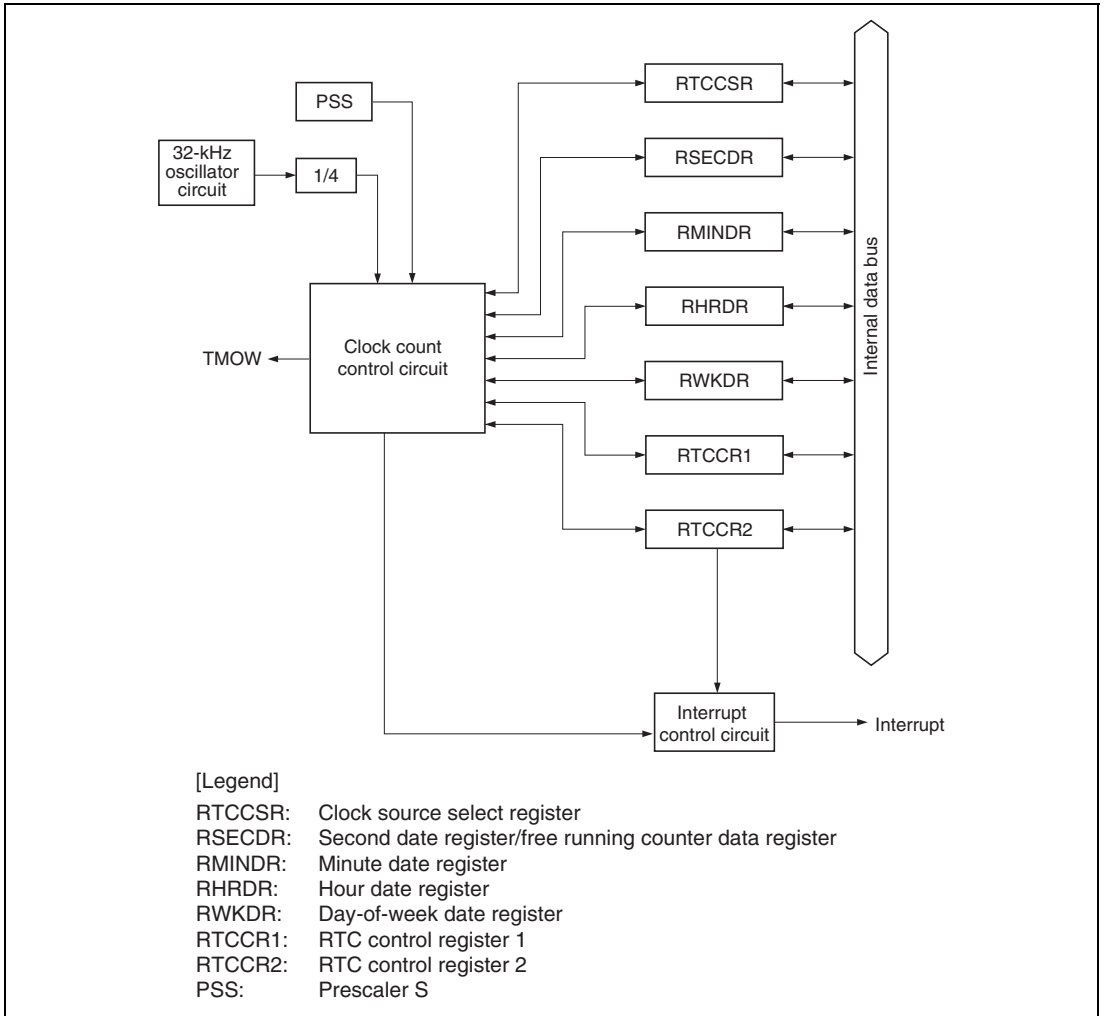 RTCCSR
PSS
32-kHz
oscillator
circuit
1/4
RSECDR
RMINDR
Internal data bus
RHRDR
TMOW
Clock count
control circuit
RWKDR
RTCCR1
RTCCR2
Interrupt
control circuit
Interrupt
[Legend]
RTCCSR: Clock source select register
RSECDR: Second date register/free running counter data register
RMINDR: Minute date register
RHRDR: Hour date register
RWKDR: Day-of-week date register
RTCCR1: RTC control register 1
RTCCR2: RTC control register 2
PSS: Prescaler S